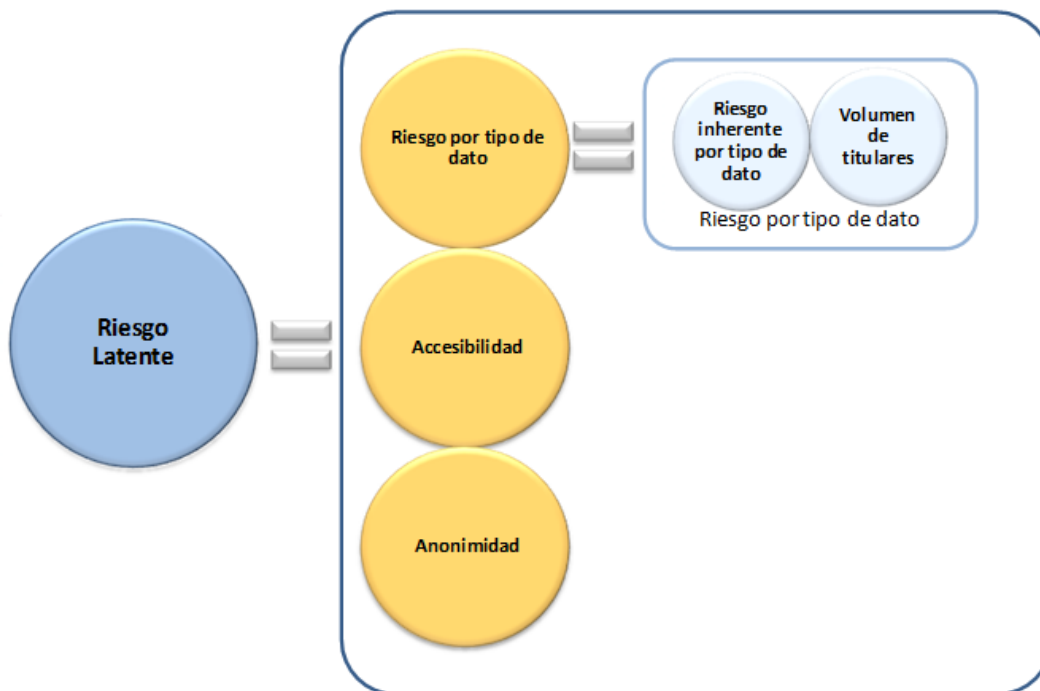 Riesgo por tipo de
dato
Riesgo
inherente
por tipo de
dato
Volumen
de
titulares
Riesgo por tipo de dato
Riesgo
Latente
Accesibilidad
Anonimidad